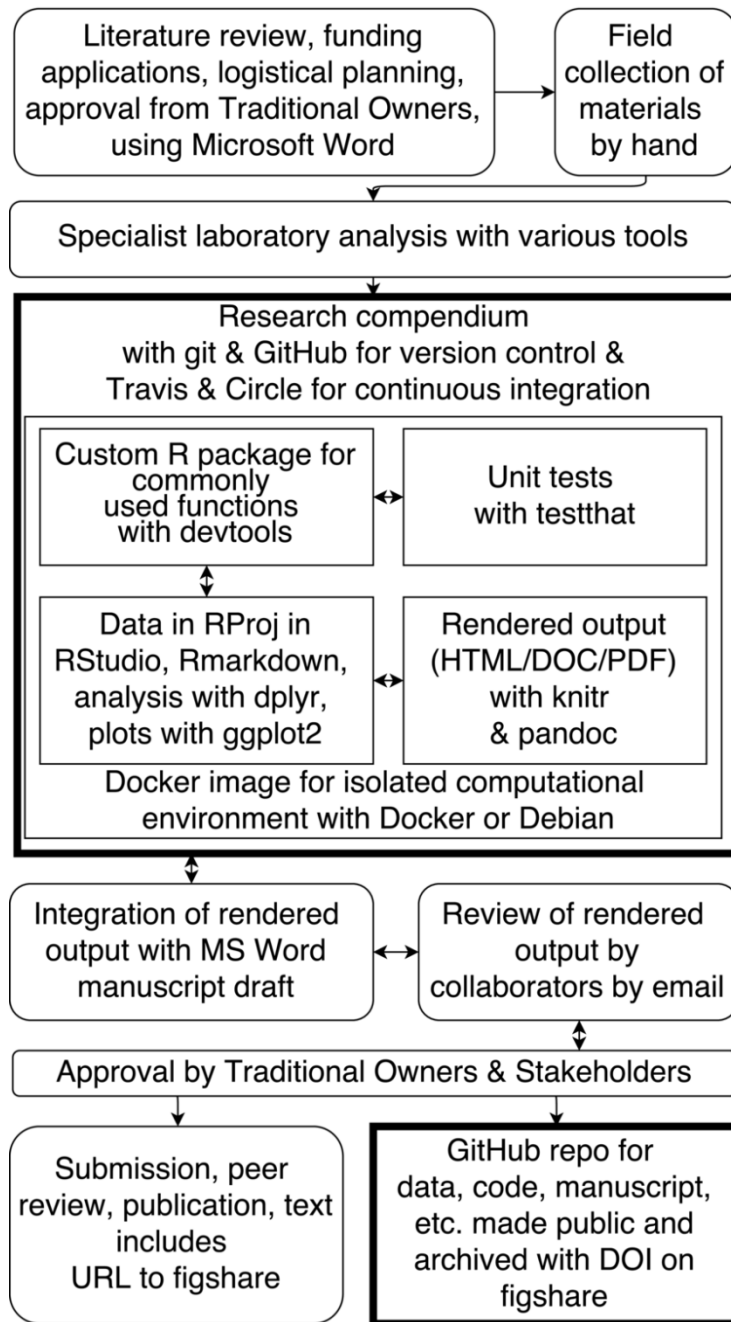 Literature review, funding
applications, logistical planning,
approval from Traditional Owners,
using Microsoft Word
Field
collection of
materials
by hand
Specialist laboratory analysis with various tools
Research compendium
with git & GitHub for version control &
Travis & Circle for continuous integration
Custom R package for
commonly
used functions
with devtools
Unit tests
with testthat
Data in RProj in
RStudio, Rmarkdown,
analysis with dplyr,
plots with ggplot2
Rendered output
(HTML/DOC/PDF)
with knitr
& pandoc
Docker image for isolated computational
environment with Docker or Debian
Integration of rendered
output with MS Word
manuscript draft
Review of rendered
output by
collaborators by email
Approval by Traditional Owners & Stakeholders
Submission, peer
review, publication, text
includes
URL to figshare
GitHub repo for
data, code, manuscript,
etc. made public and
archived with DOI on
figshare